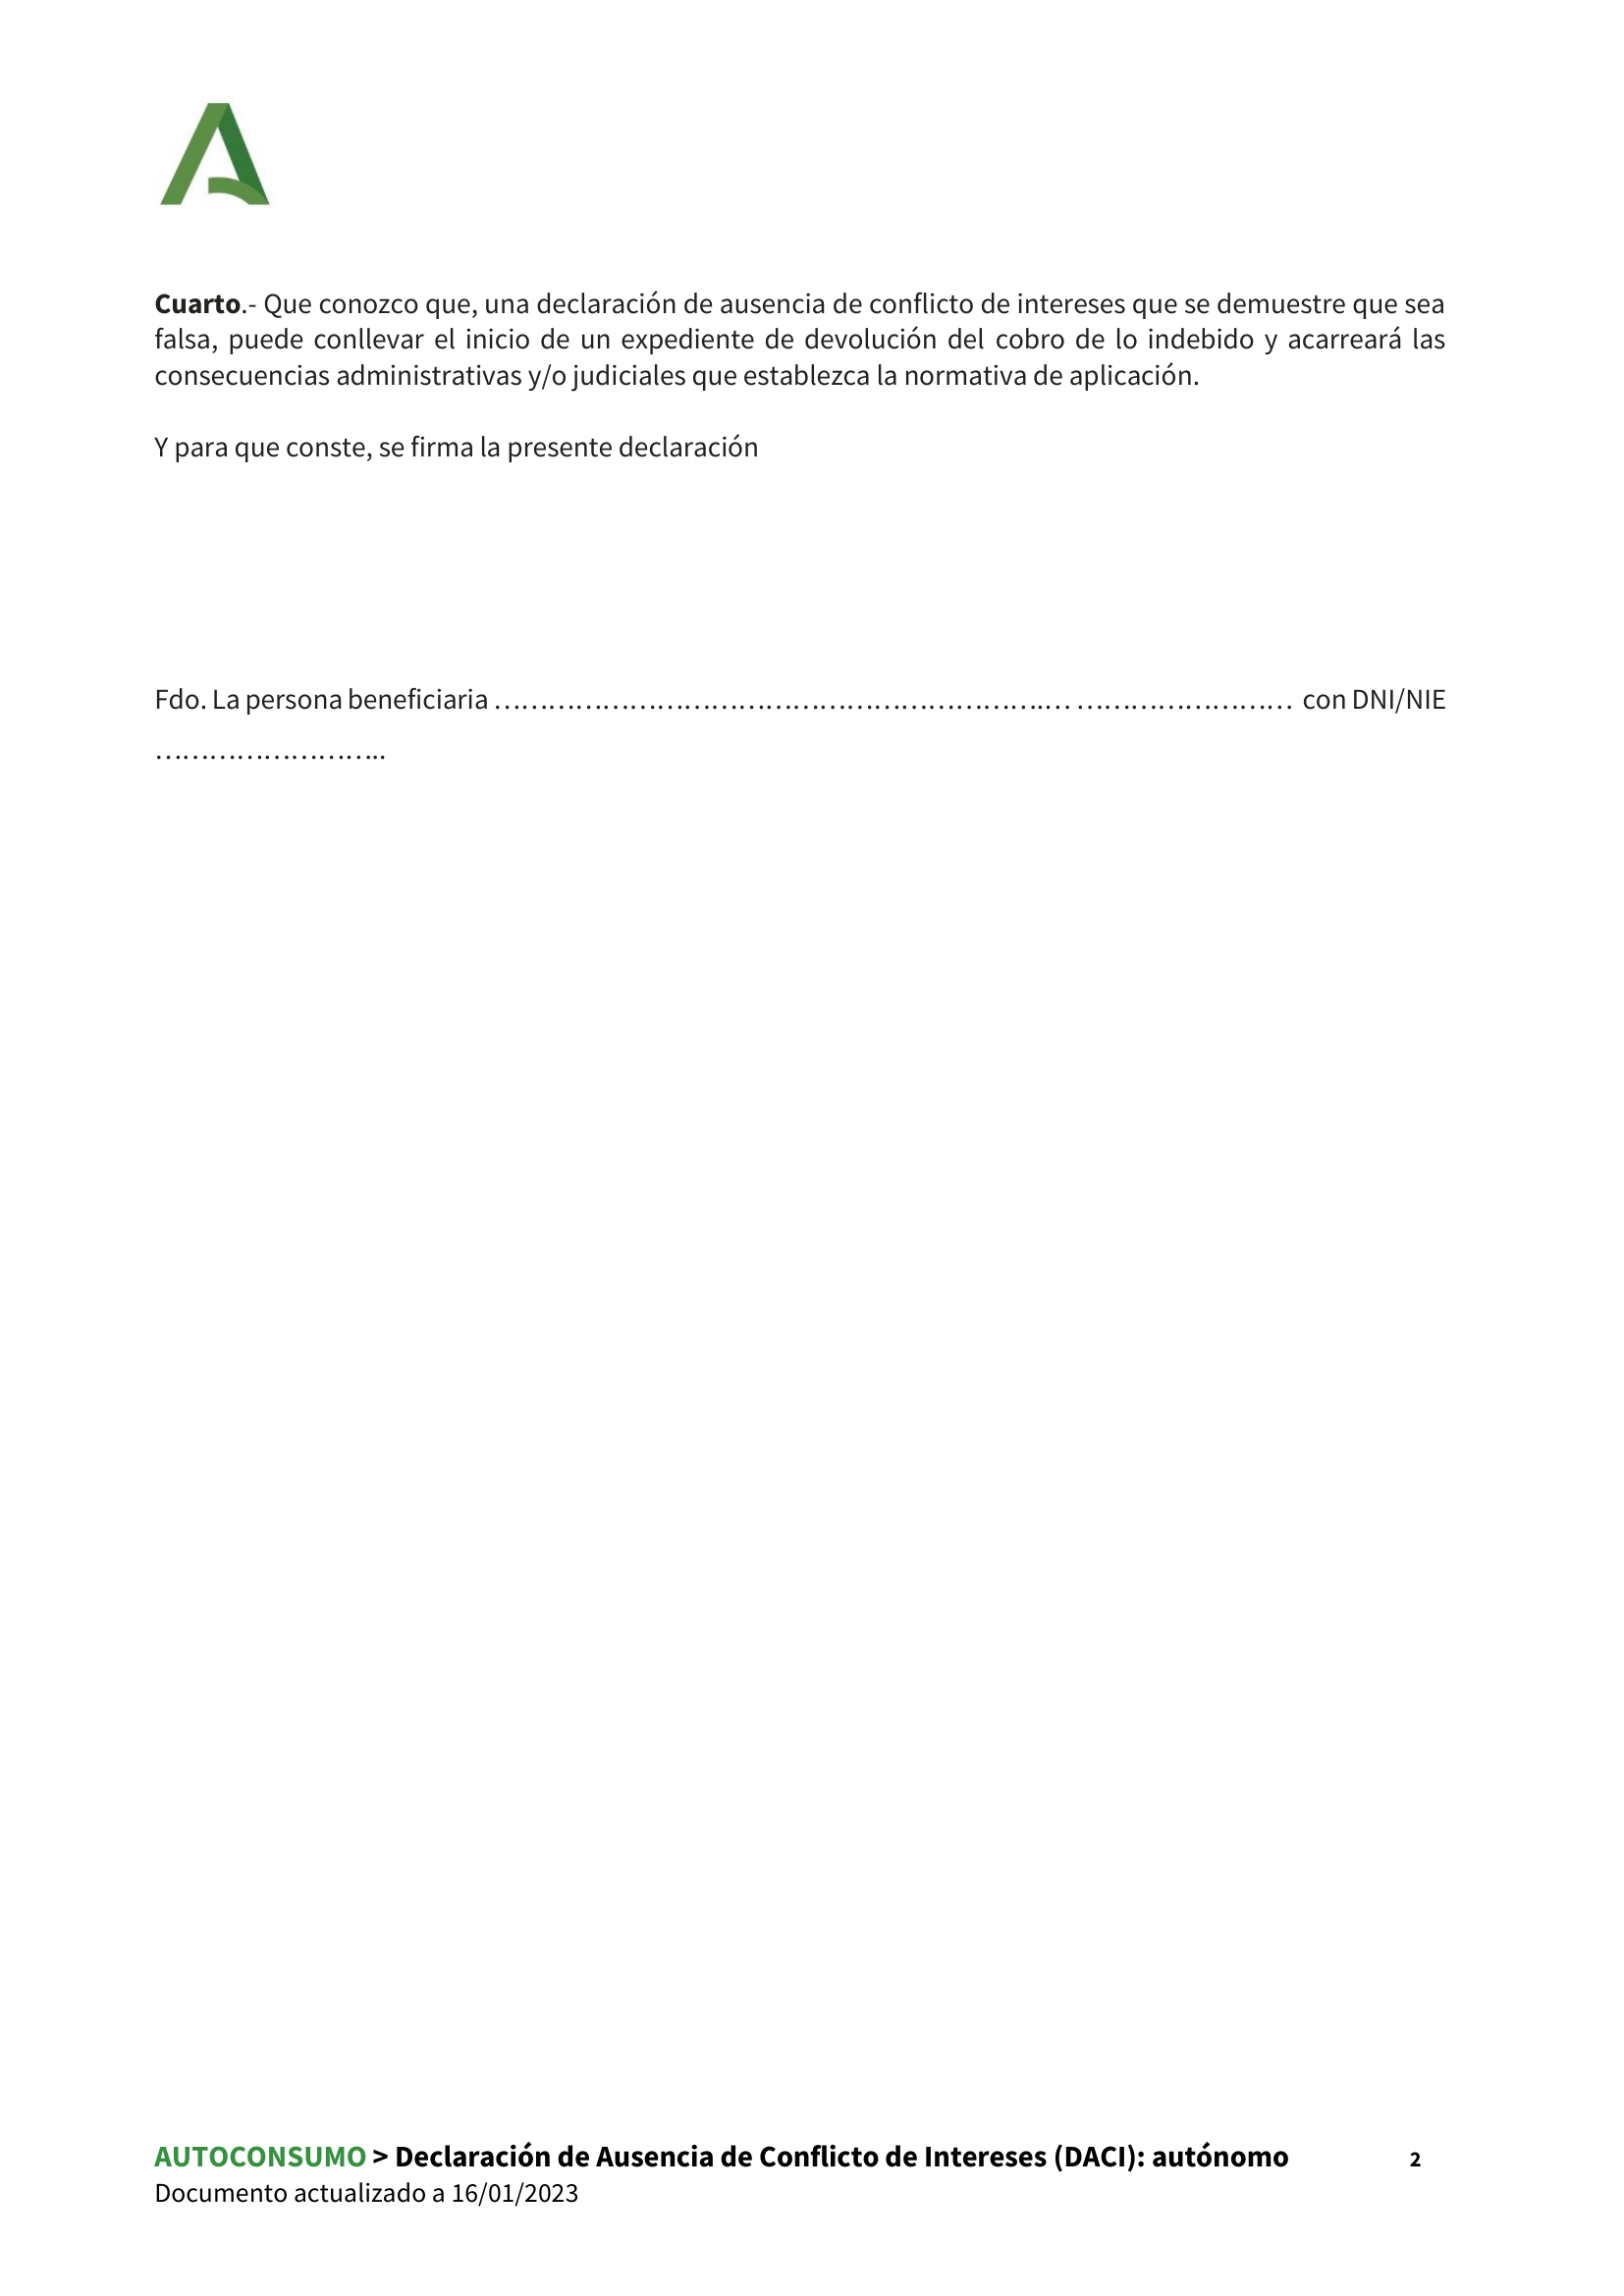 Cuarto.- Que conozco que, una declaración de ausencia de conflicto de intereses que se demuestre que sea
falsa, puede conllevar el inicio de un expediente de devolución del cobro de lo indebido y acarreará las
consecuencias administrativas y/o judiciales que establezca la normativa de aplicación.
Y para que conste, se firma la presente declaración
Fdo. La persona beneficiaria ……………………………………………………….… …………………… con DNI/NIE
……………………..
AUTOCONSUMO > Declaración de Ausencia de Conflicto de Intereses (DACI): autónomo 2
Documento actualizado a 16/01/2023